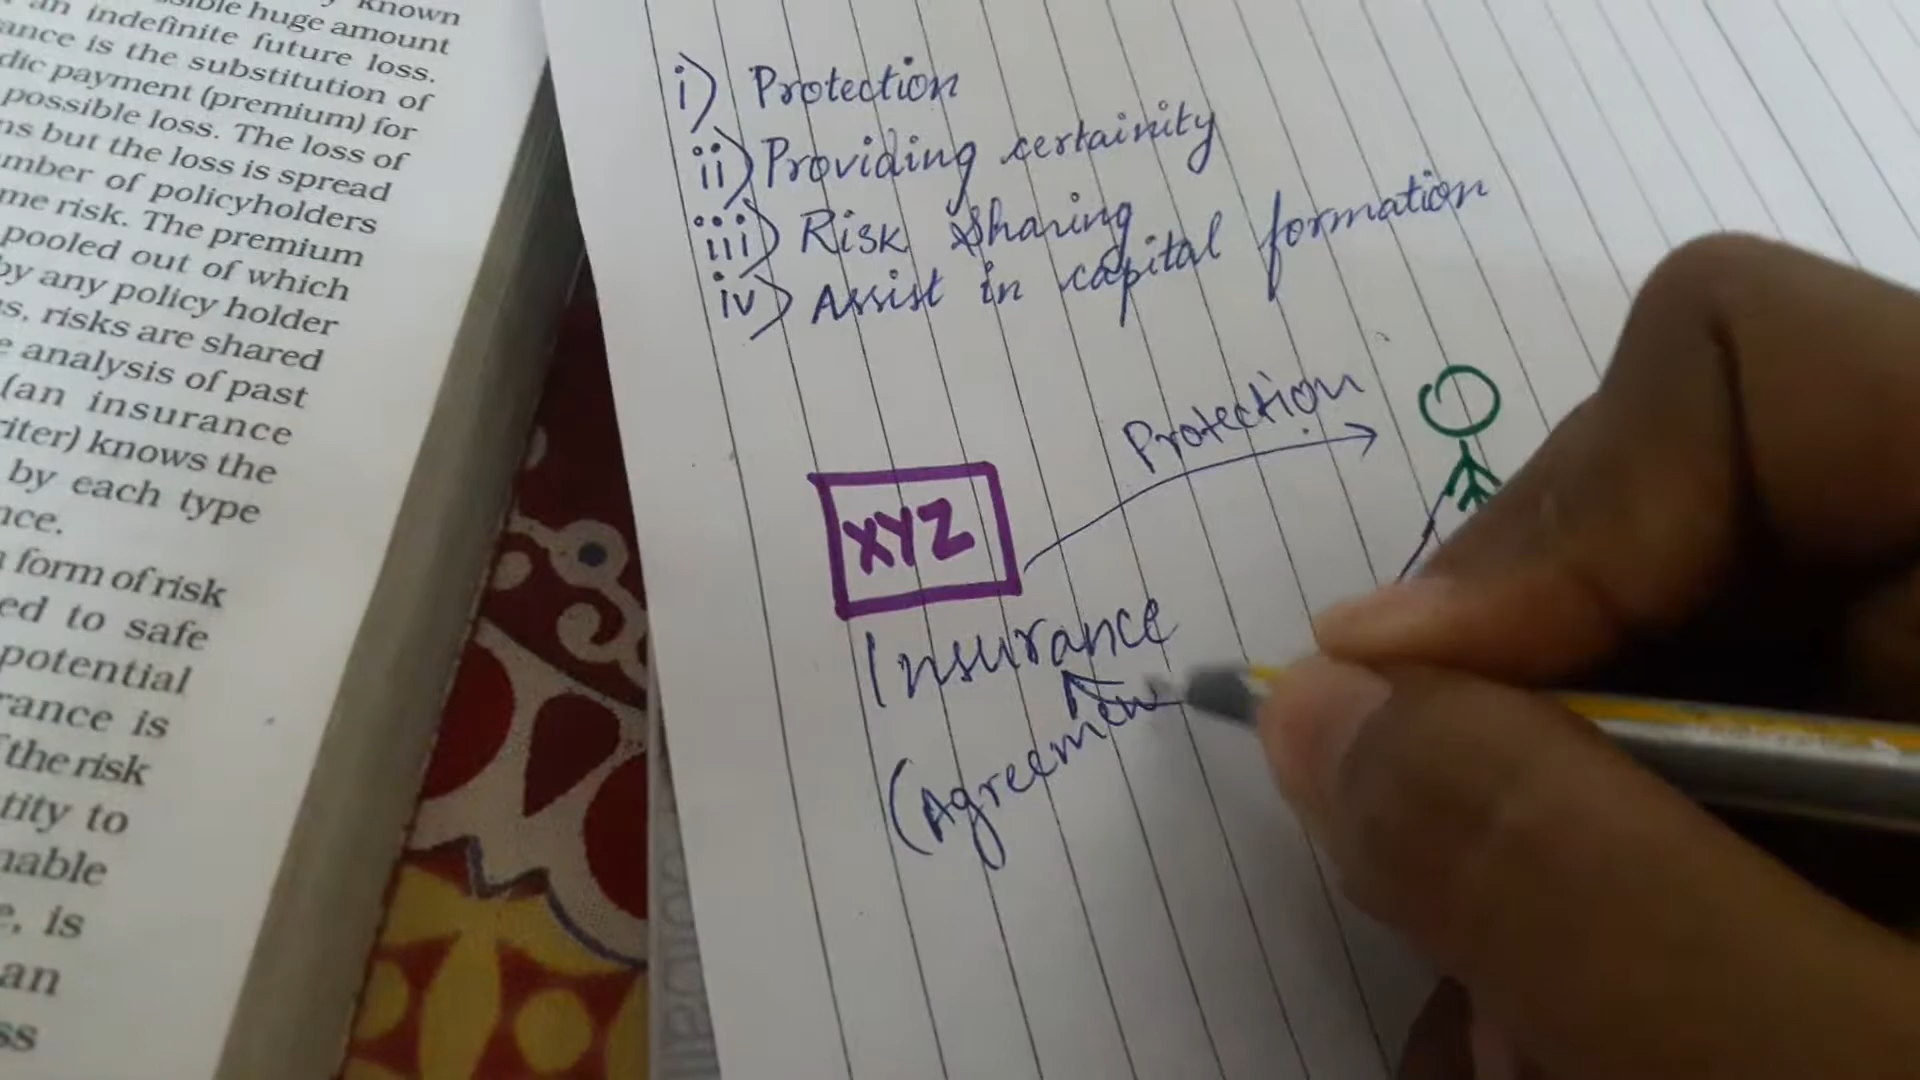 known
huge amount
an indefinite future loss.
ance is the substitution of
dic payment (premium) for
possible loss. The loss of
ns but the loss is spread
mber of policyholders
me risk. The premium
pooled out of which
by any policy holder
s, risks are shared
e analysis of past
(an insurance
riter) knows the
by each type
nce.
form of risk
ed to safe
potential
rance is
f the risk
tity to
nable
e, is
an
ss
i) Protection
ii) Providing certainity
iii) Risk Sharing
iv) Assist in capital formation
Protection
XYZ
Insurance
(Agreemen